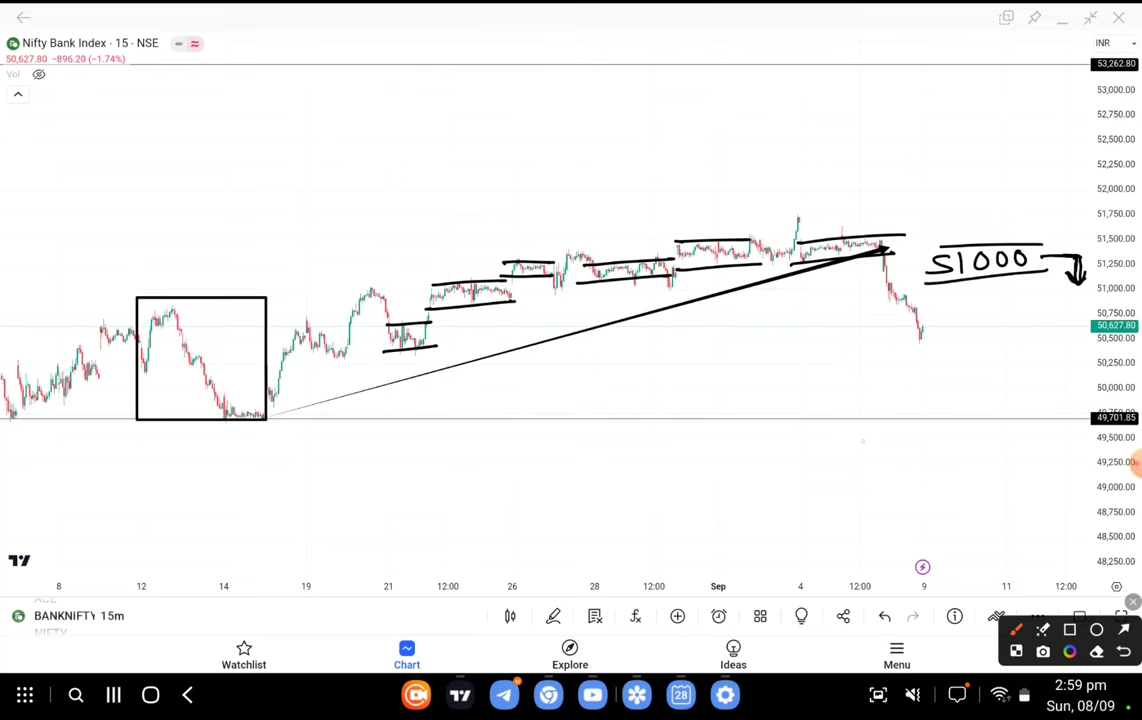 Nifty Bank Index · 15 · NSE
INR
50,627.80 −896.20 (−1.74%)
Vol
53,262.80
53,000.00
52,750.00
52,500.00
52,250.00
52,000.00
51,750.00
51,500.00
51,250.00
51000
51,000.00
50,750.00
50,627.80
50,500.00
50,250.00
50,000.00
49,701.85
49,500.00
49,250.00
49,000.00
48,750.00
48,500.00
48,250.00
8 12 14 19 21 12:00 26 28 12:00 Sep 4 12:00 9 11 12:00
BANKNIFTY 15m
Watchlist Chart Explore Ideas Menu
28
2:59 pm
Sun, 08/09